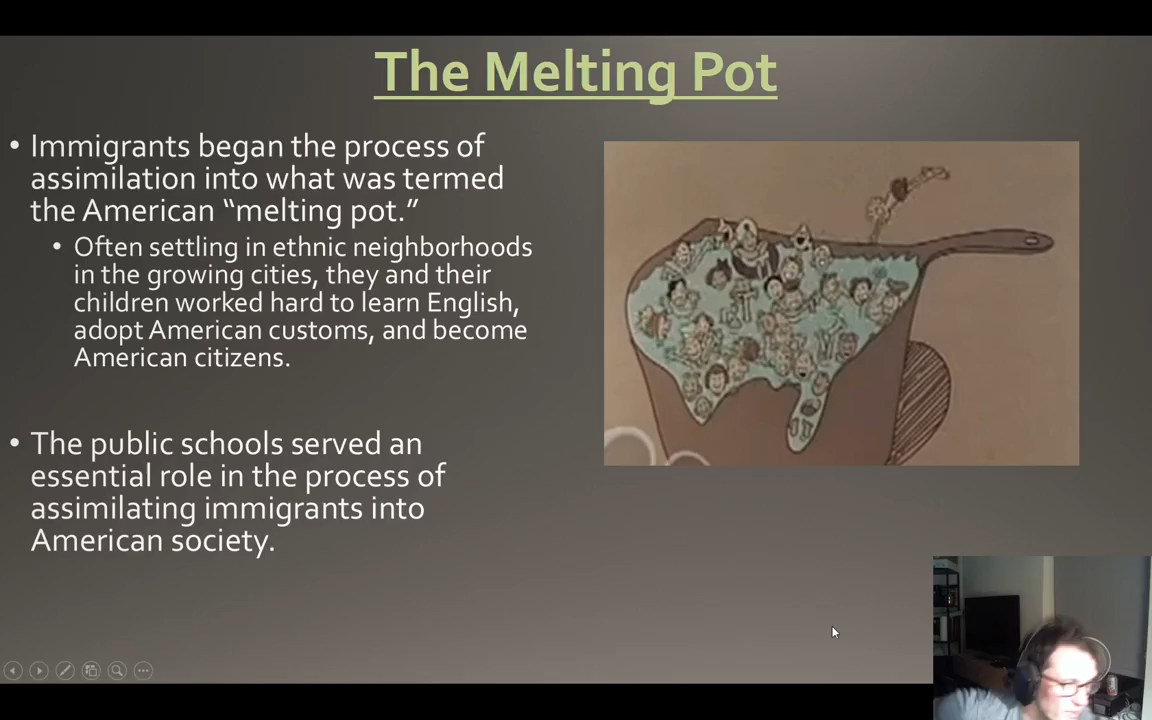 The Melting Pot
• Immigrants began the process of
assimilation into what was termed
the American “melting pot.”
• Often settling in ethnic neighborhoods
in the growing cities, they and their
children worked hard to learn English,
adopt American customs, and become
American citizens.
• The public schools served an
essential role in the process of
assimilating immigrants into
American society.